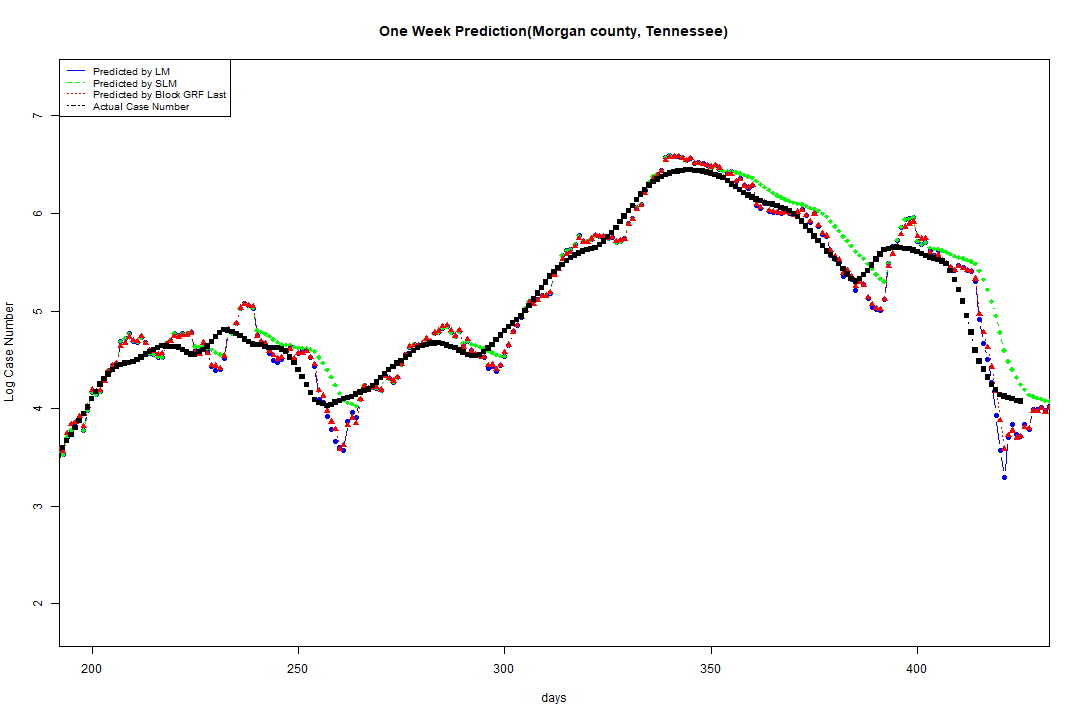 One Week Prediction(Morgan county, Tennessee)
Predicted by LM
Predicted by SLM
Predicted by Block GRF Last
Actual Case Number
7
6
5
4
3
2
Log Case Number
200 250 300 350 400
days